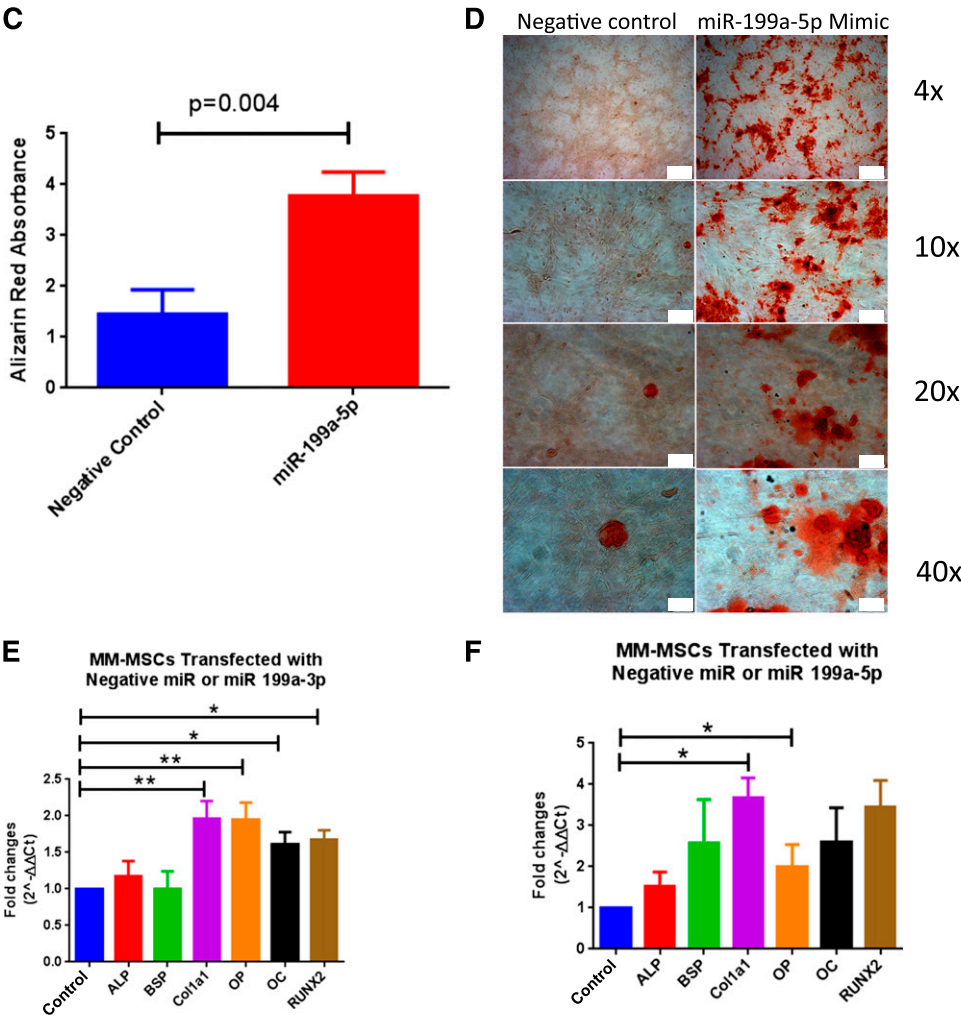 C
p=0.004
Alizarin Red Absorbance
5
4
3
2
1
0
Negative Control
miR-199a-5p
D
Negative control
miR-199a-5p Mimic
4x
10x
20x
40x
E
MM-MSCs Transfected with
Negative miR or miR 199a-3p
*
*
**
**
Fold changes
(2^-ΔΔCt)
2.5
2.0
1.5
1.0
0.5
0.0
Control
ALP
BSP
Col1a1
OP
OC
RUNX2
F
MM-MSCs Transfected with
Negative miR or miR 199a-5p
*
*
Fold changes
(2^-ΔΔCt)
5
4
3
2
1
0
Control
ALP
BSP
Col1a1
OP
OC
RUNX2